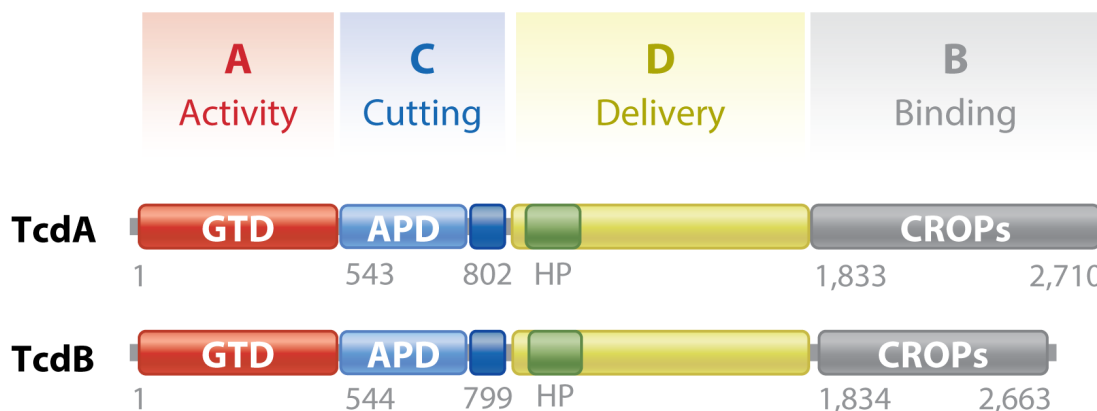 A C D B
Activity Cutting Delivery Binding
TcdA GTD APD CROPs
1 543 802 HP 1,833 2,710
TcdB GTD APD CROPs
1 544 799 HP 1,834 2,663